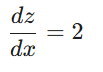 dz/dx = 2